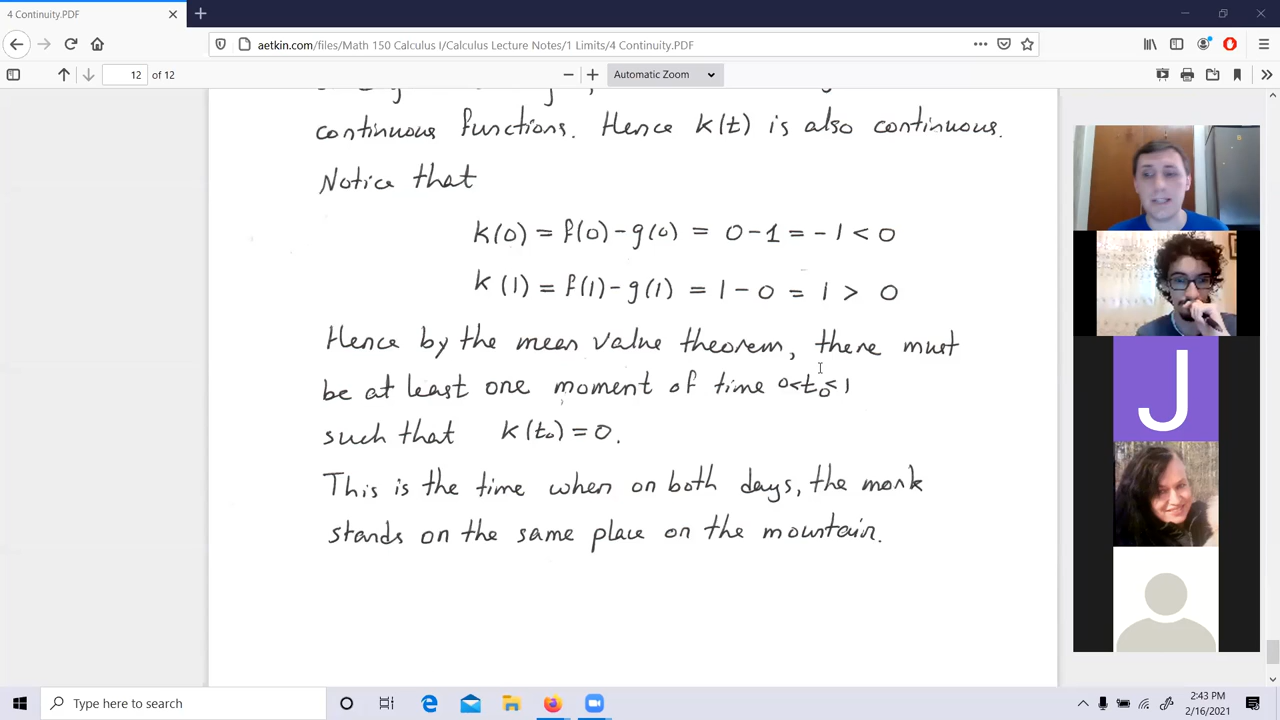 4 Continuity.PDF
aetkin.com/files/Math 150 Calculus I/Calculus Lecture Notes/1 Limits/4 Continuity.PDF
12 of 12
Automatic Zoom
continuous functions. Hence k(t) is also continuous.
Notice that
k(0) = f(0) - g(0) = 0 - 1 = - 1 < 0
k(1) = f(1) - g(1) = 1 - 0 = 1 > 0
Hence by the mean value theorem, there must
be at least one moment of time 0<t₀<1
such that k(t₀) = 0.
This is the time when on both days, the monk
stands on the same place on the mountain.
J
Type here to search
2:43 PM
2/16/2021